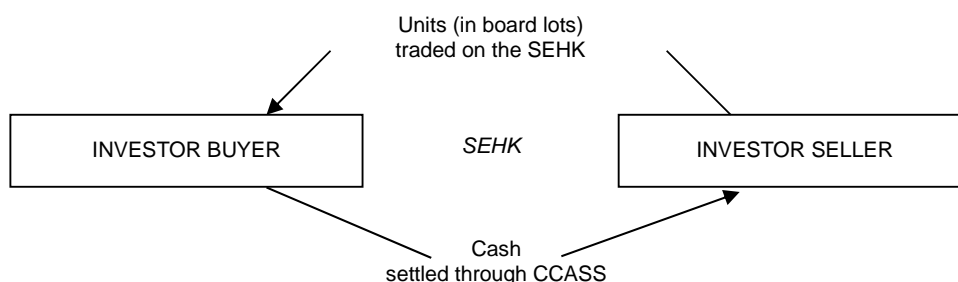 Units (in board lots)
traded on the SEHK
INVESTOR BUYER
SEHK
INVESTOR SELLER
Cash
settled through CCASS